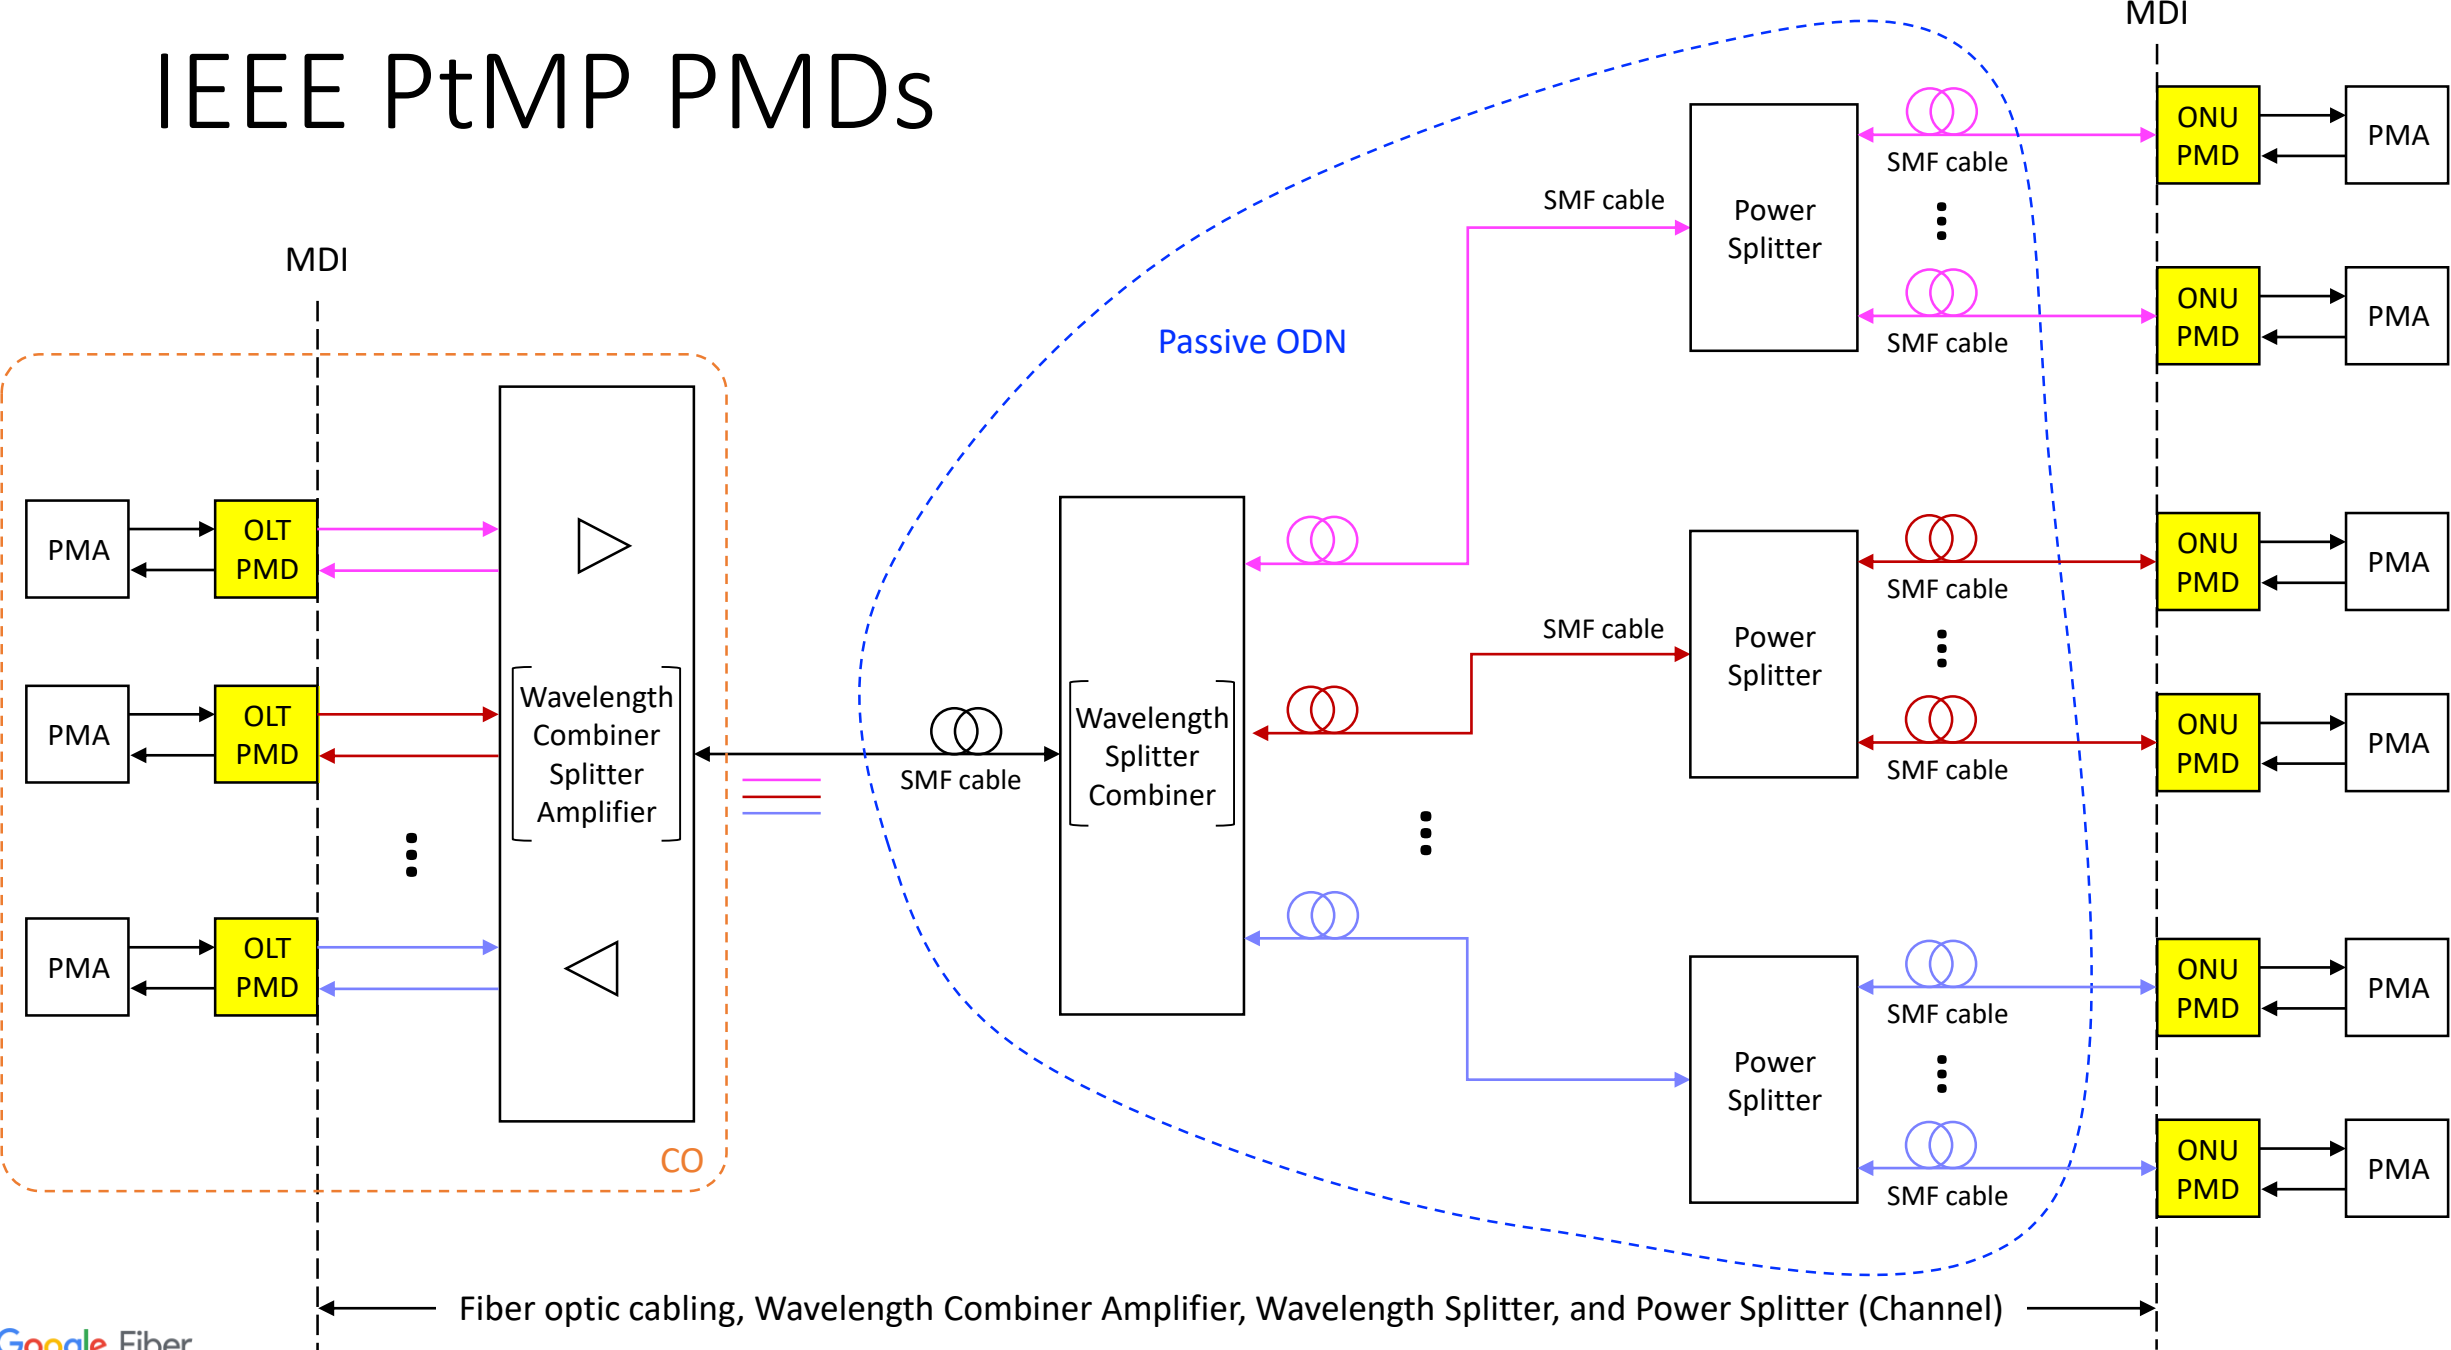 IEEE PtMP PMDs
MDI
MDI
CO
PMA
OLT
PMD
PMA
OLT
PMD
PMA
OLT
PMD
Wavelength
Combiner
Splitter
Amplifier
SMF cable
Passive ODN
Wavelength
Splitter
Combiner
SMF cable
SMF cable
Power
Splitter
Power
Splitter
Power
Splitter
SMF cable
SMF cable
SMF cable
SMF cable
SMF cable
SMF cable
ONU
PMD
PMA
ONU
PMD
PMA
ONU
PMD
PMA
ONU
PMD
PMA
ONU
PMD
PMA
ONU
PMD
PMA
Fiber optic cabling, Wavelength Combiner Amplifier, Wavelength Splitter, and Power Splitter (Channel)
Google Fiber